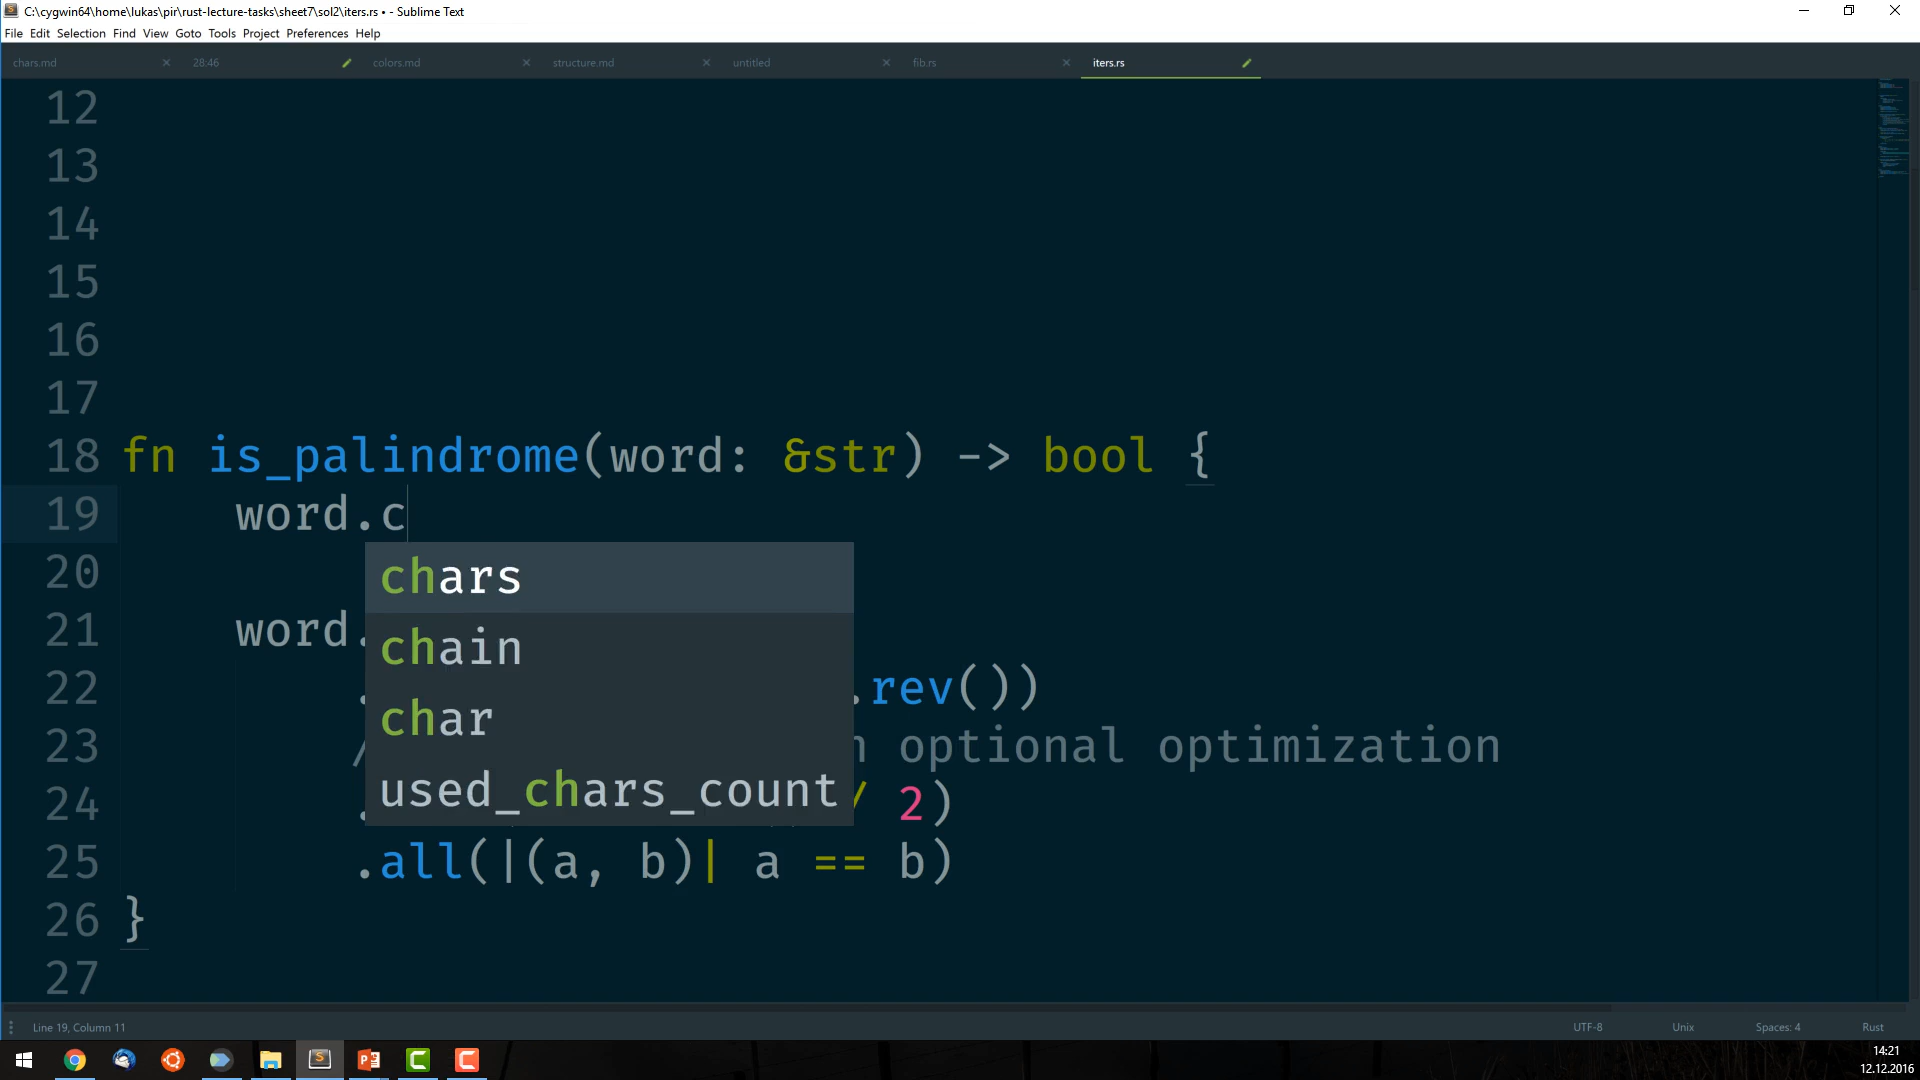 C:\cygwin64\home\lukas\pir\rust-lecture-tasks\sheet7\sol2\iters.rs • - Sublime Text
File Edit Selection Find View Goto Tools Project Preferences Help
chars.md 28:46 colors.md structure.md untitled fib.rs iters.rs
12
13
14
15
16
17
18 fn is_palindrome(word: &str) -> bool {
19 word.c
chars
chain
char
used_chars_count
20
21 word.
22 .rev())
23 optional optimization
24 / 2)
25 .all(|(a, b)| a == b)
26 }
27
Line 19, Column 11 UTF-8 Unix Spaces: 4 Rust
14:21
12.12.2016